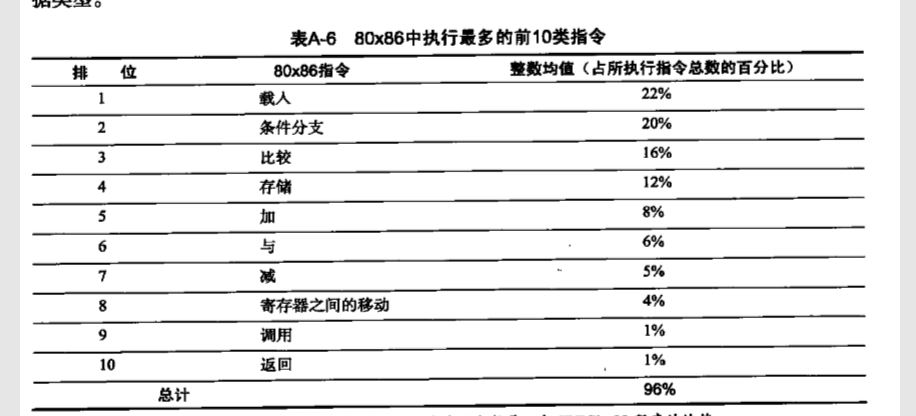 据类型。
表A-6 80x86中执行最多的前10类指令
排 位 80x86指令 整数均值（占所执行指令总数的百分比）
1 载人 22%
2 条件分支 20%
3 比较 16%
4 存储 12%
5 加 8%
6 与 6%
7 减 5%
8 寄存器之间的移动 4%
9 调用 1%
10 返回 1%
总计 96%